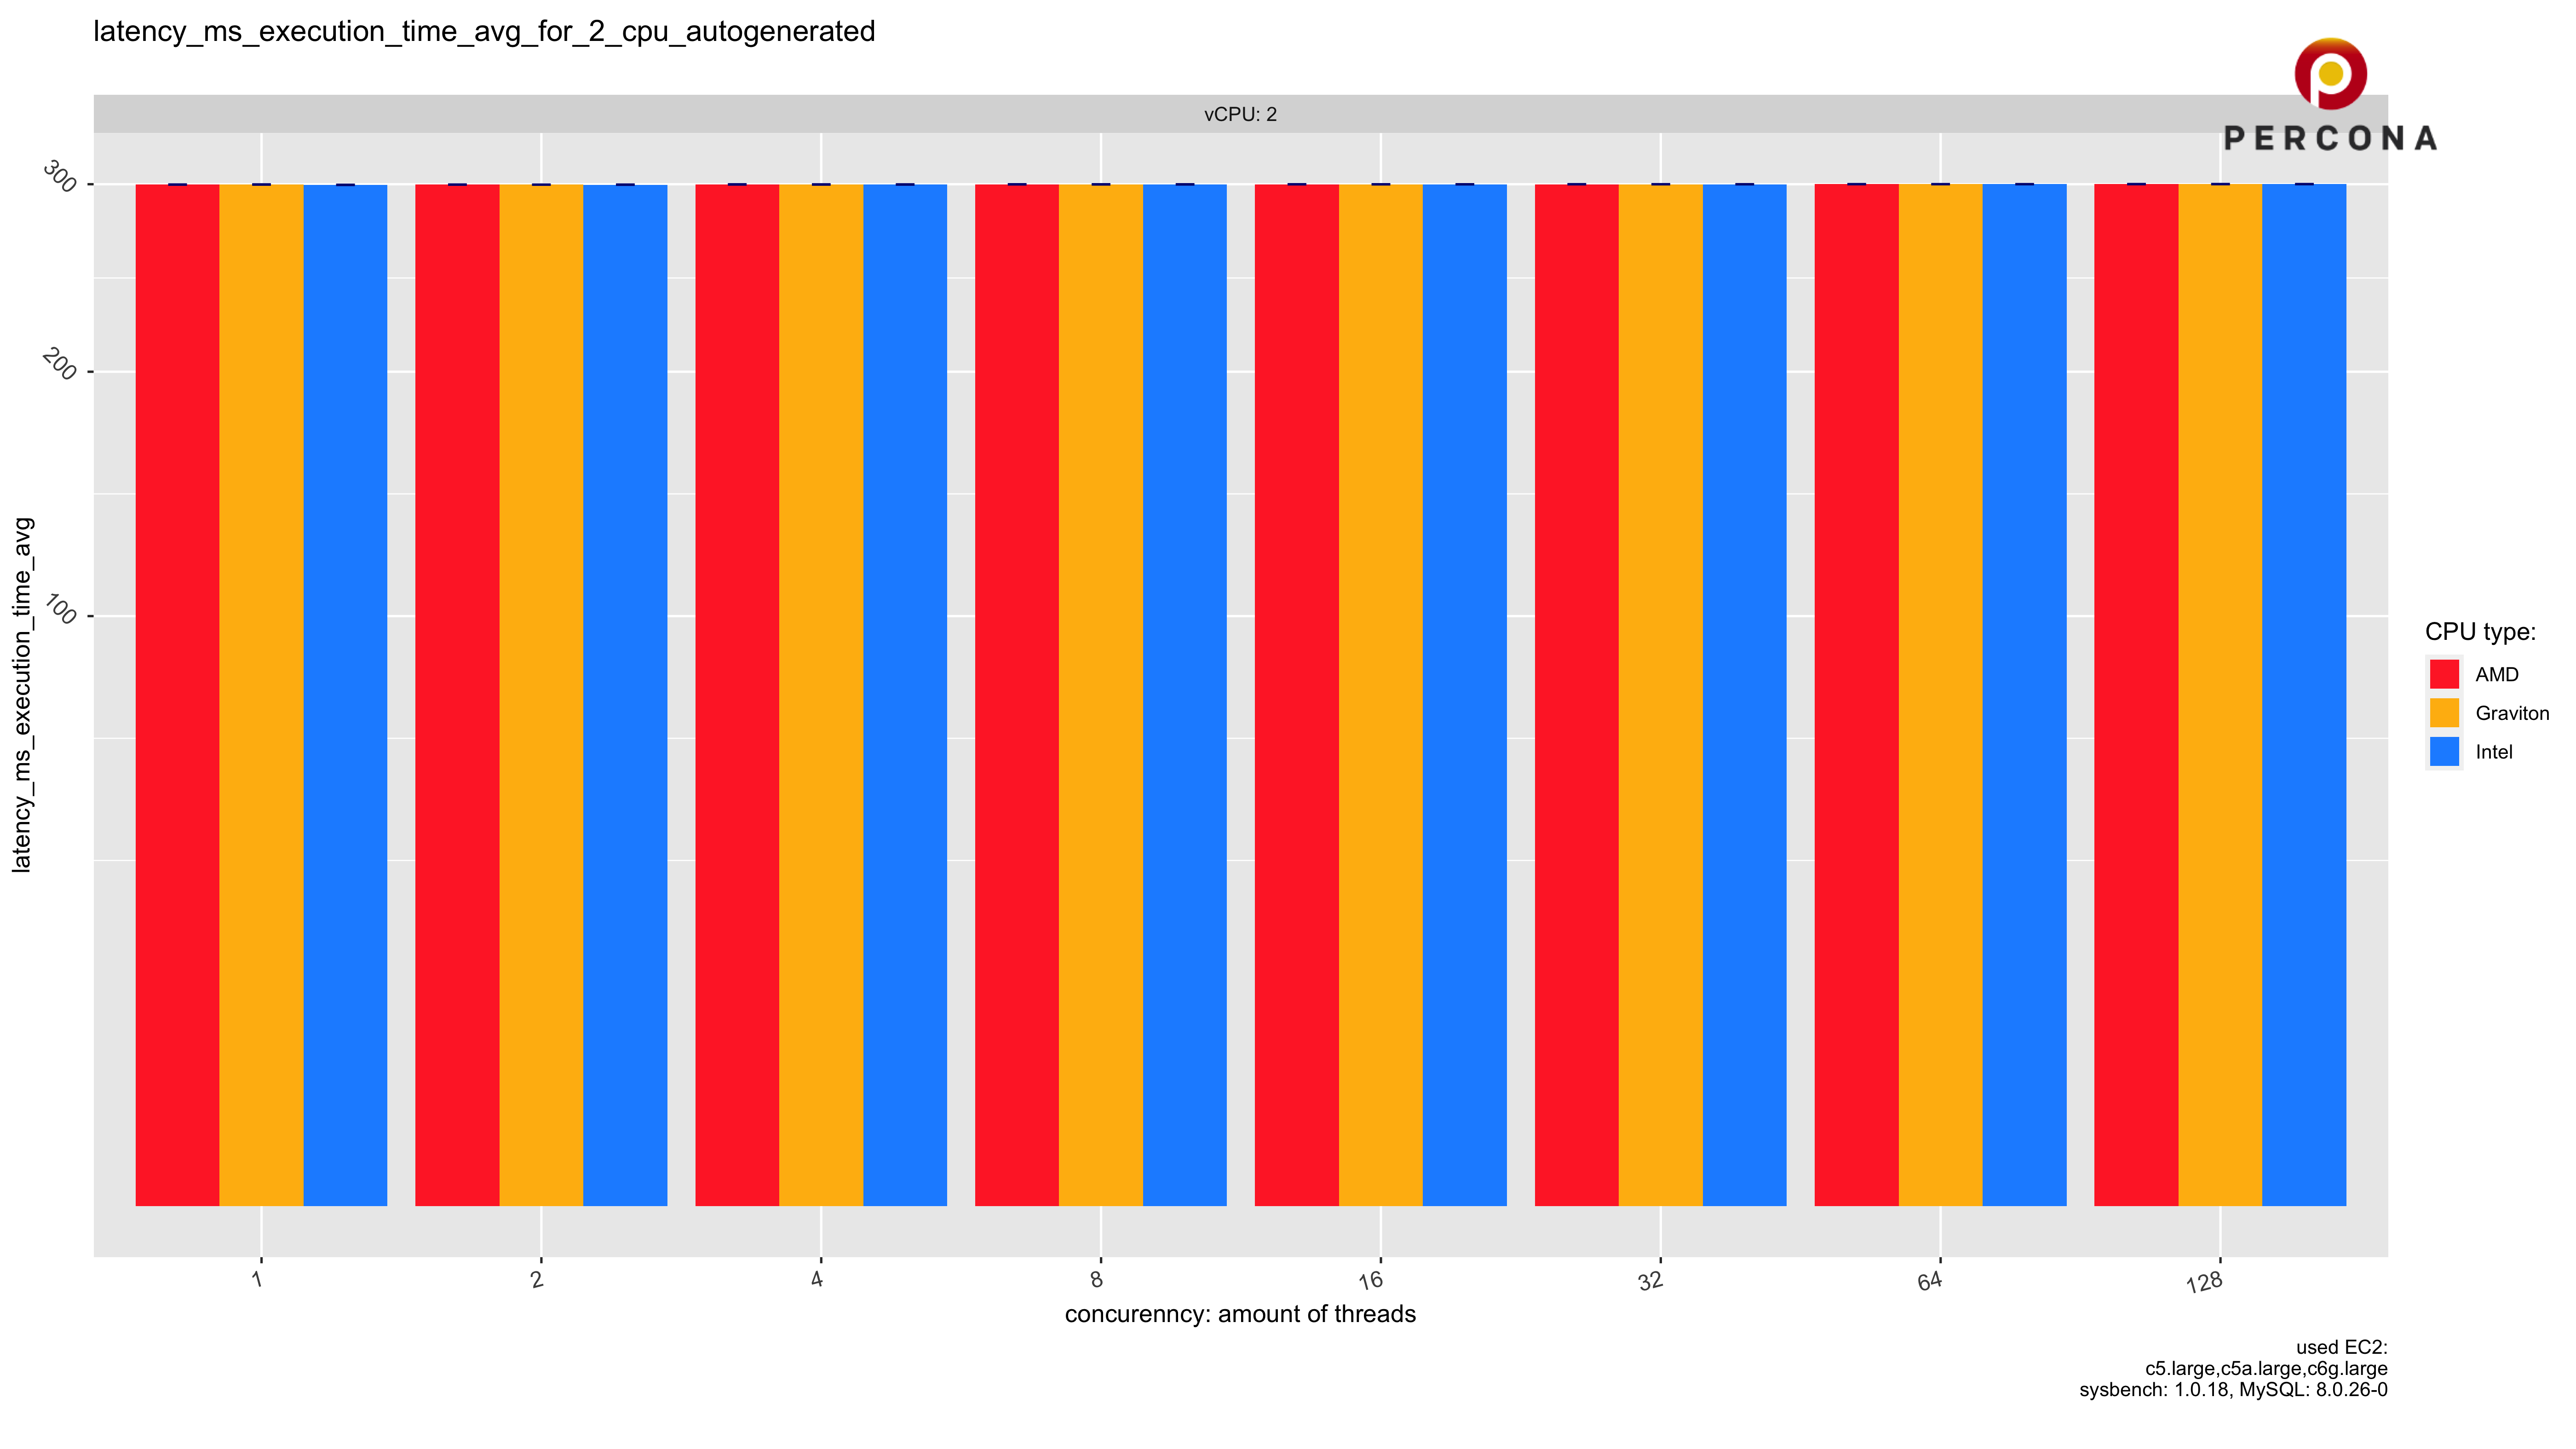 latency_ms_execution_time_avg_for_2_cpu_autogenerated
PERCONA
vCPU: 2
300
200
100
latency_ms_execution_time_avg
CPU type:
AMD
Graviton
Intel
1
2
4
8
16
32
64
128
concurenncy: amount of threads
used EC2:
c5.large,c5a.large,c6g.large
sysbench: 1.0.18, MySQL: 8.0.26-0